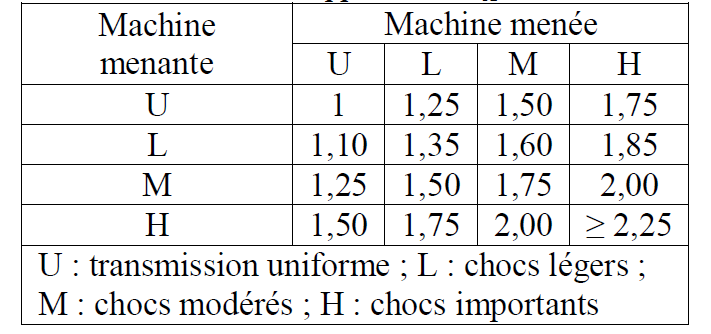 Machine menante Machine menée
U L M H
U 1 1,25 1,50 1,75
L 1,10 1,35 1,60 1,85
M 1,25 1,50 1,75 2,00
H 1,50 1,75 2,00 ≥ 2,25
U : transmission uniforme ; L : chocs légers ;
M : chocs modérés ; H : chocs importants